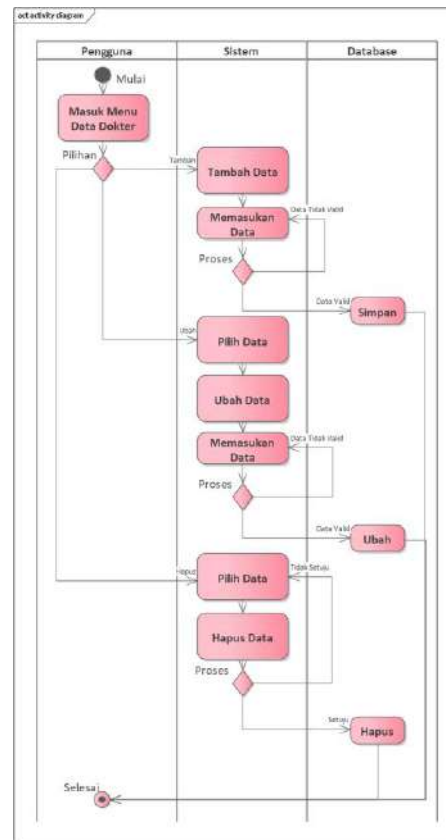 act activity diagram
Pengguna
Sistem
Database
Mulai
Masuk Menu
Data Dokter
Pilihan
Tambah
Tambah Data
Memasukan
Data
Data Tidak Valid
Proses
Data Valid
Simpan
Ubah
Pilih Data
Ubah Data
Memasukan
Data
Data Tidak Valid
Proses
Data Valid
Ubah
Hapus
Pilih Data
Tidak Setuju
Hapus Data
Proses
Setuju
Hapus
Selesai